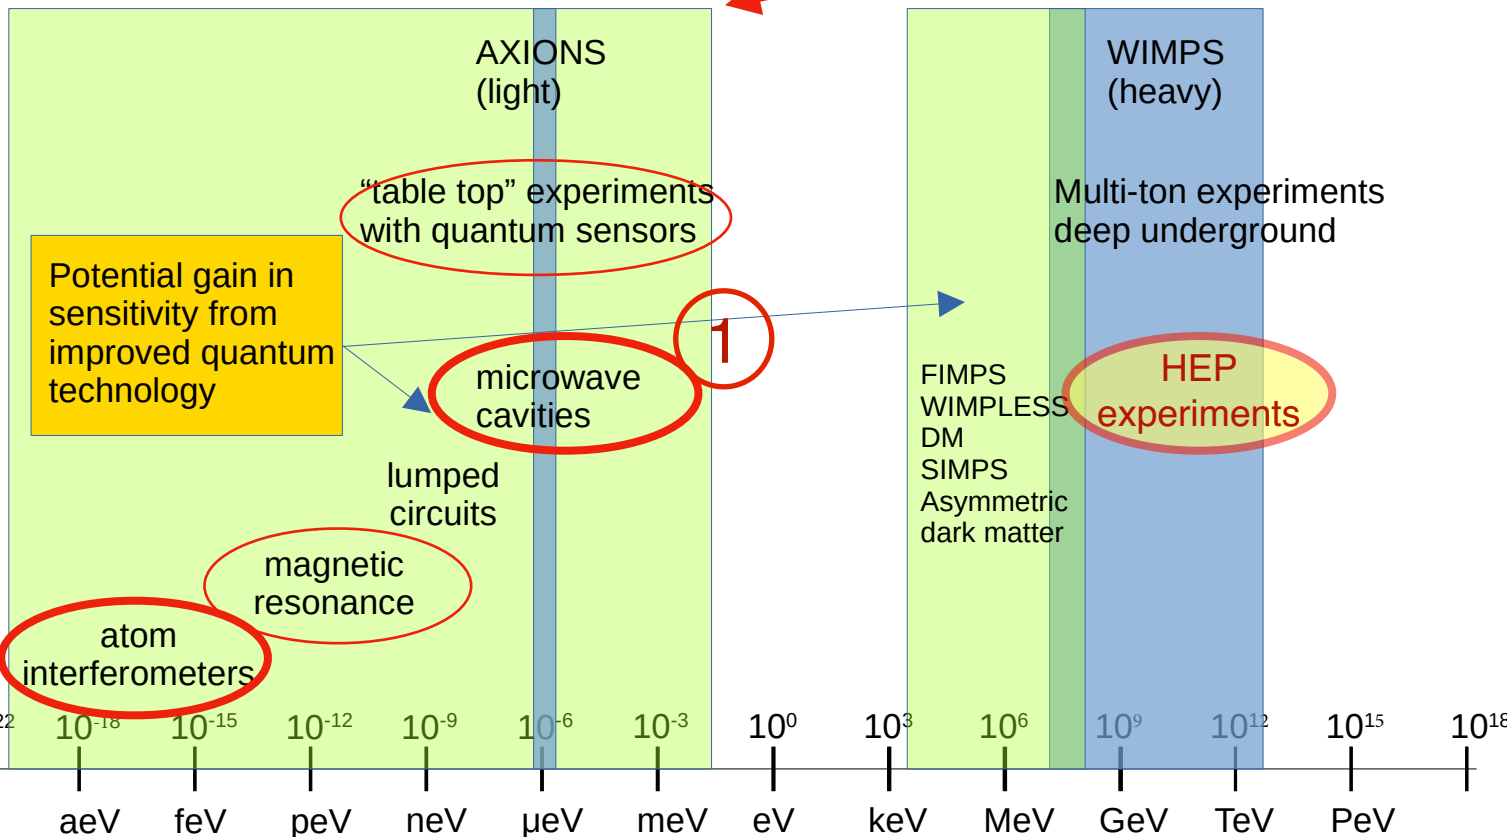 AXIONS
(light)
WIMPS
(heavy)
“table top” experiments
with quantum sensors
Multi-ton experiments
deep underground
Potential gain in
sensitivity from
improved quantum
technology
1
microwave
cavities
FIMPS
WIMPLESS
DM
SIMPS
Asymmetric
dark matter
HEP
experiments
lumped
circuits
magnetic
resonance
atom
interferometers
22 10-18 10-15 10-12 10-9 10-6 10-3 100 103 106 109 1012 1015 1018
aeV feV peV neV µeV meV eV keV MeV GeV TeV PeV